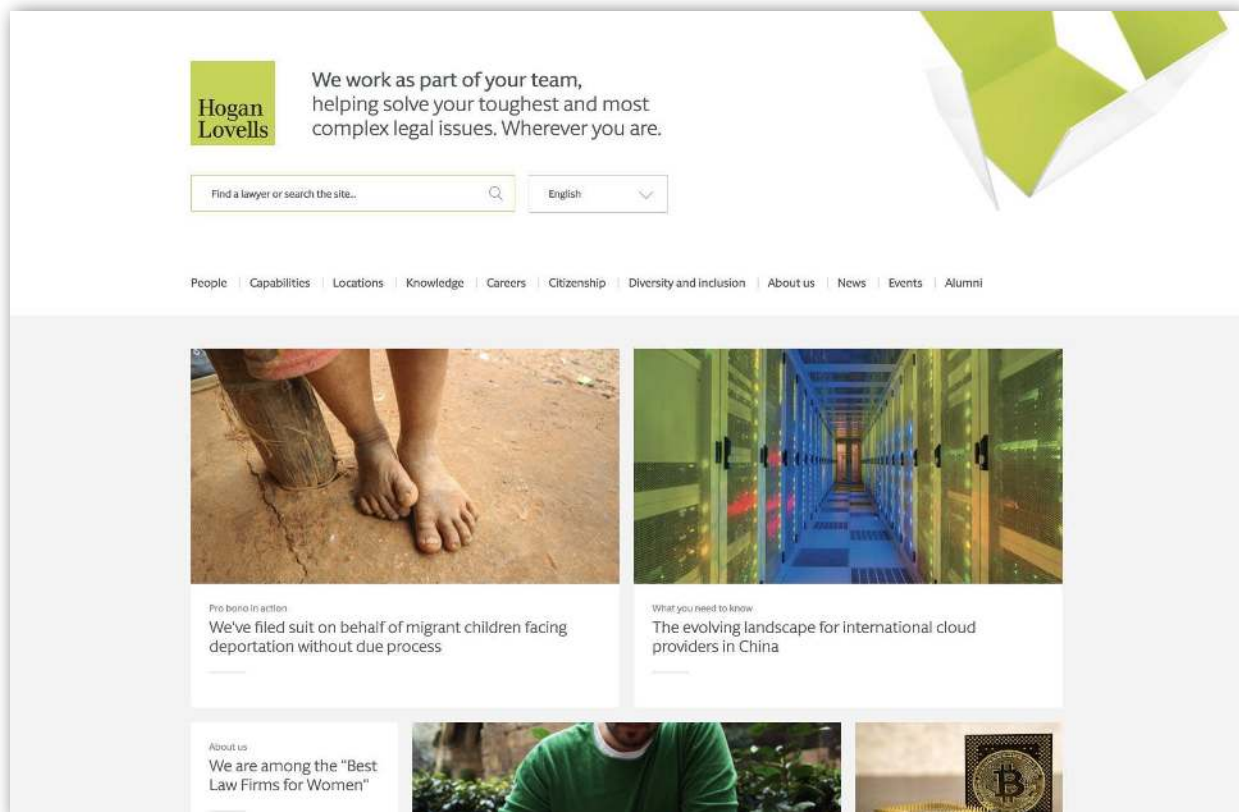 Hogan
Lovells
We work as part of your team,
helping solve your toughest and most
complex legal issues. Wherever you are.
Find a lawyer or search the site...
English
People | Capabilities | Locations | Knowledge | Careers | Citizenship | Diversity and inclusion | About us | News | Events | Alumni
Pro bono in action
We've filed suit on behalf of migrant children facing
deportation without due process
What you need to know
The evolving landscape for international cloud
providers in China
About us
We are among the "Best
Law Firms for Women"